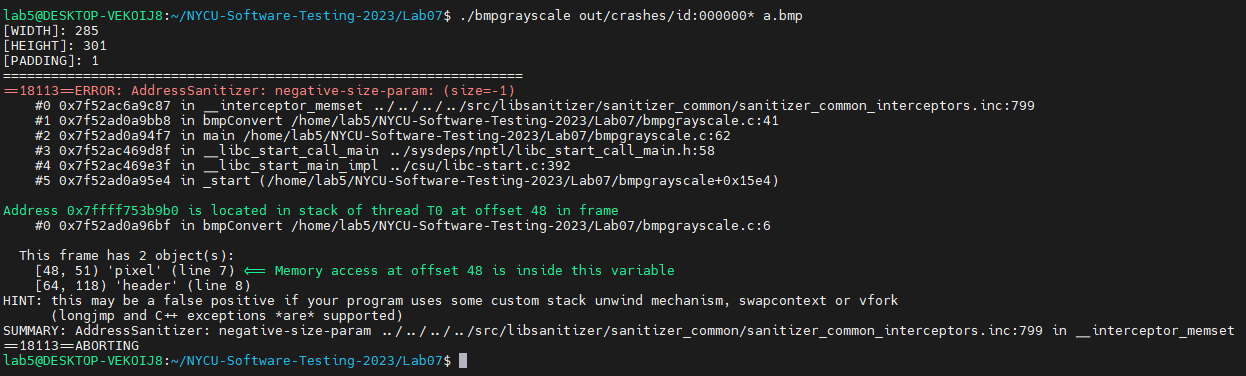 lab5@DESKTOP-VEKOIJ8:~/NYCU-Software-Testing-2023/Lab07$ ./bmpgrayscale out/crashes/id:000000* a.bmp
[WIDTH]: 285
[HEIGHT]: 301
[PADDING]: 1
=================================================================
==18113==ERROR: AddressSanitizer: negative-size-param: (size=-1)
    #0 0x7f52ac6a9c87 in __interceptor_memset ../../../../src/libsanitizer/sanitizer_common/sanitizer_common_interceptors.inc:799
    #1 0x7f52ad0a9bb8 in bmpConvert /home/lab5/NYCU-Software-Testing-2023/Lab07/bmpgrayscale.c:41
    #2 0x7f52ad0a94f7 in main /home/lab5/NYCU-Software-Testing-2023/Lab07/bmpgrayscale.c:62
    #3 0x7f52ac469d8f in __libc_start_call_main ../sysdeps/nptl/libc_start_call_main.h:58
    #4 0x7f52ac469e3f in __libc_start_main_impl ../csu/libc-start.c:392
    #5 0x7f52ad0a95e4 in _start (/home/lab5/NYCU-Software-Testing-2023/Lab07/bmpgrayscale+0x15e4)

Address 0x7ffff753b9b0 is located in stack of thread T0 at offset 48 in frame
    #0 0x7f52ad0a96bf in bmpConvert /home/lab5/NYCU-Software-Testing-2023/Lab07/bmpgrayscale.c:6

  This frame has 2 object(s):
    [48, 51) 'pixel' (line 7) <== Memory access at offset 48 is inside this variable
    [64, 118) 'header' (line 8)
HINT: this may be a false positive if your program uses some custom stack unwind mechanism, swapcontext or vfork
      (longjmp and C++ exceptions *are* supported)
SUMMARY: AddressSanitizer: negative-size-param ../../../../src/libsanitizer/sanitizer_common/sanitizer_common_interceptors.inc:799 in __interceptor_memset
==18113==ABORTING
lab5@DESKTOP-VEKOIJ8:~/NYCU-Software-Testing-2023/Lab07$